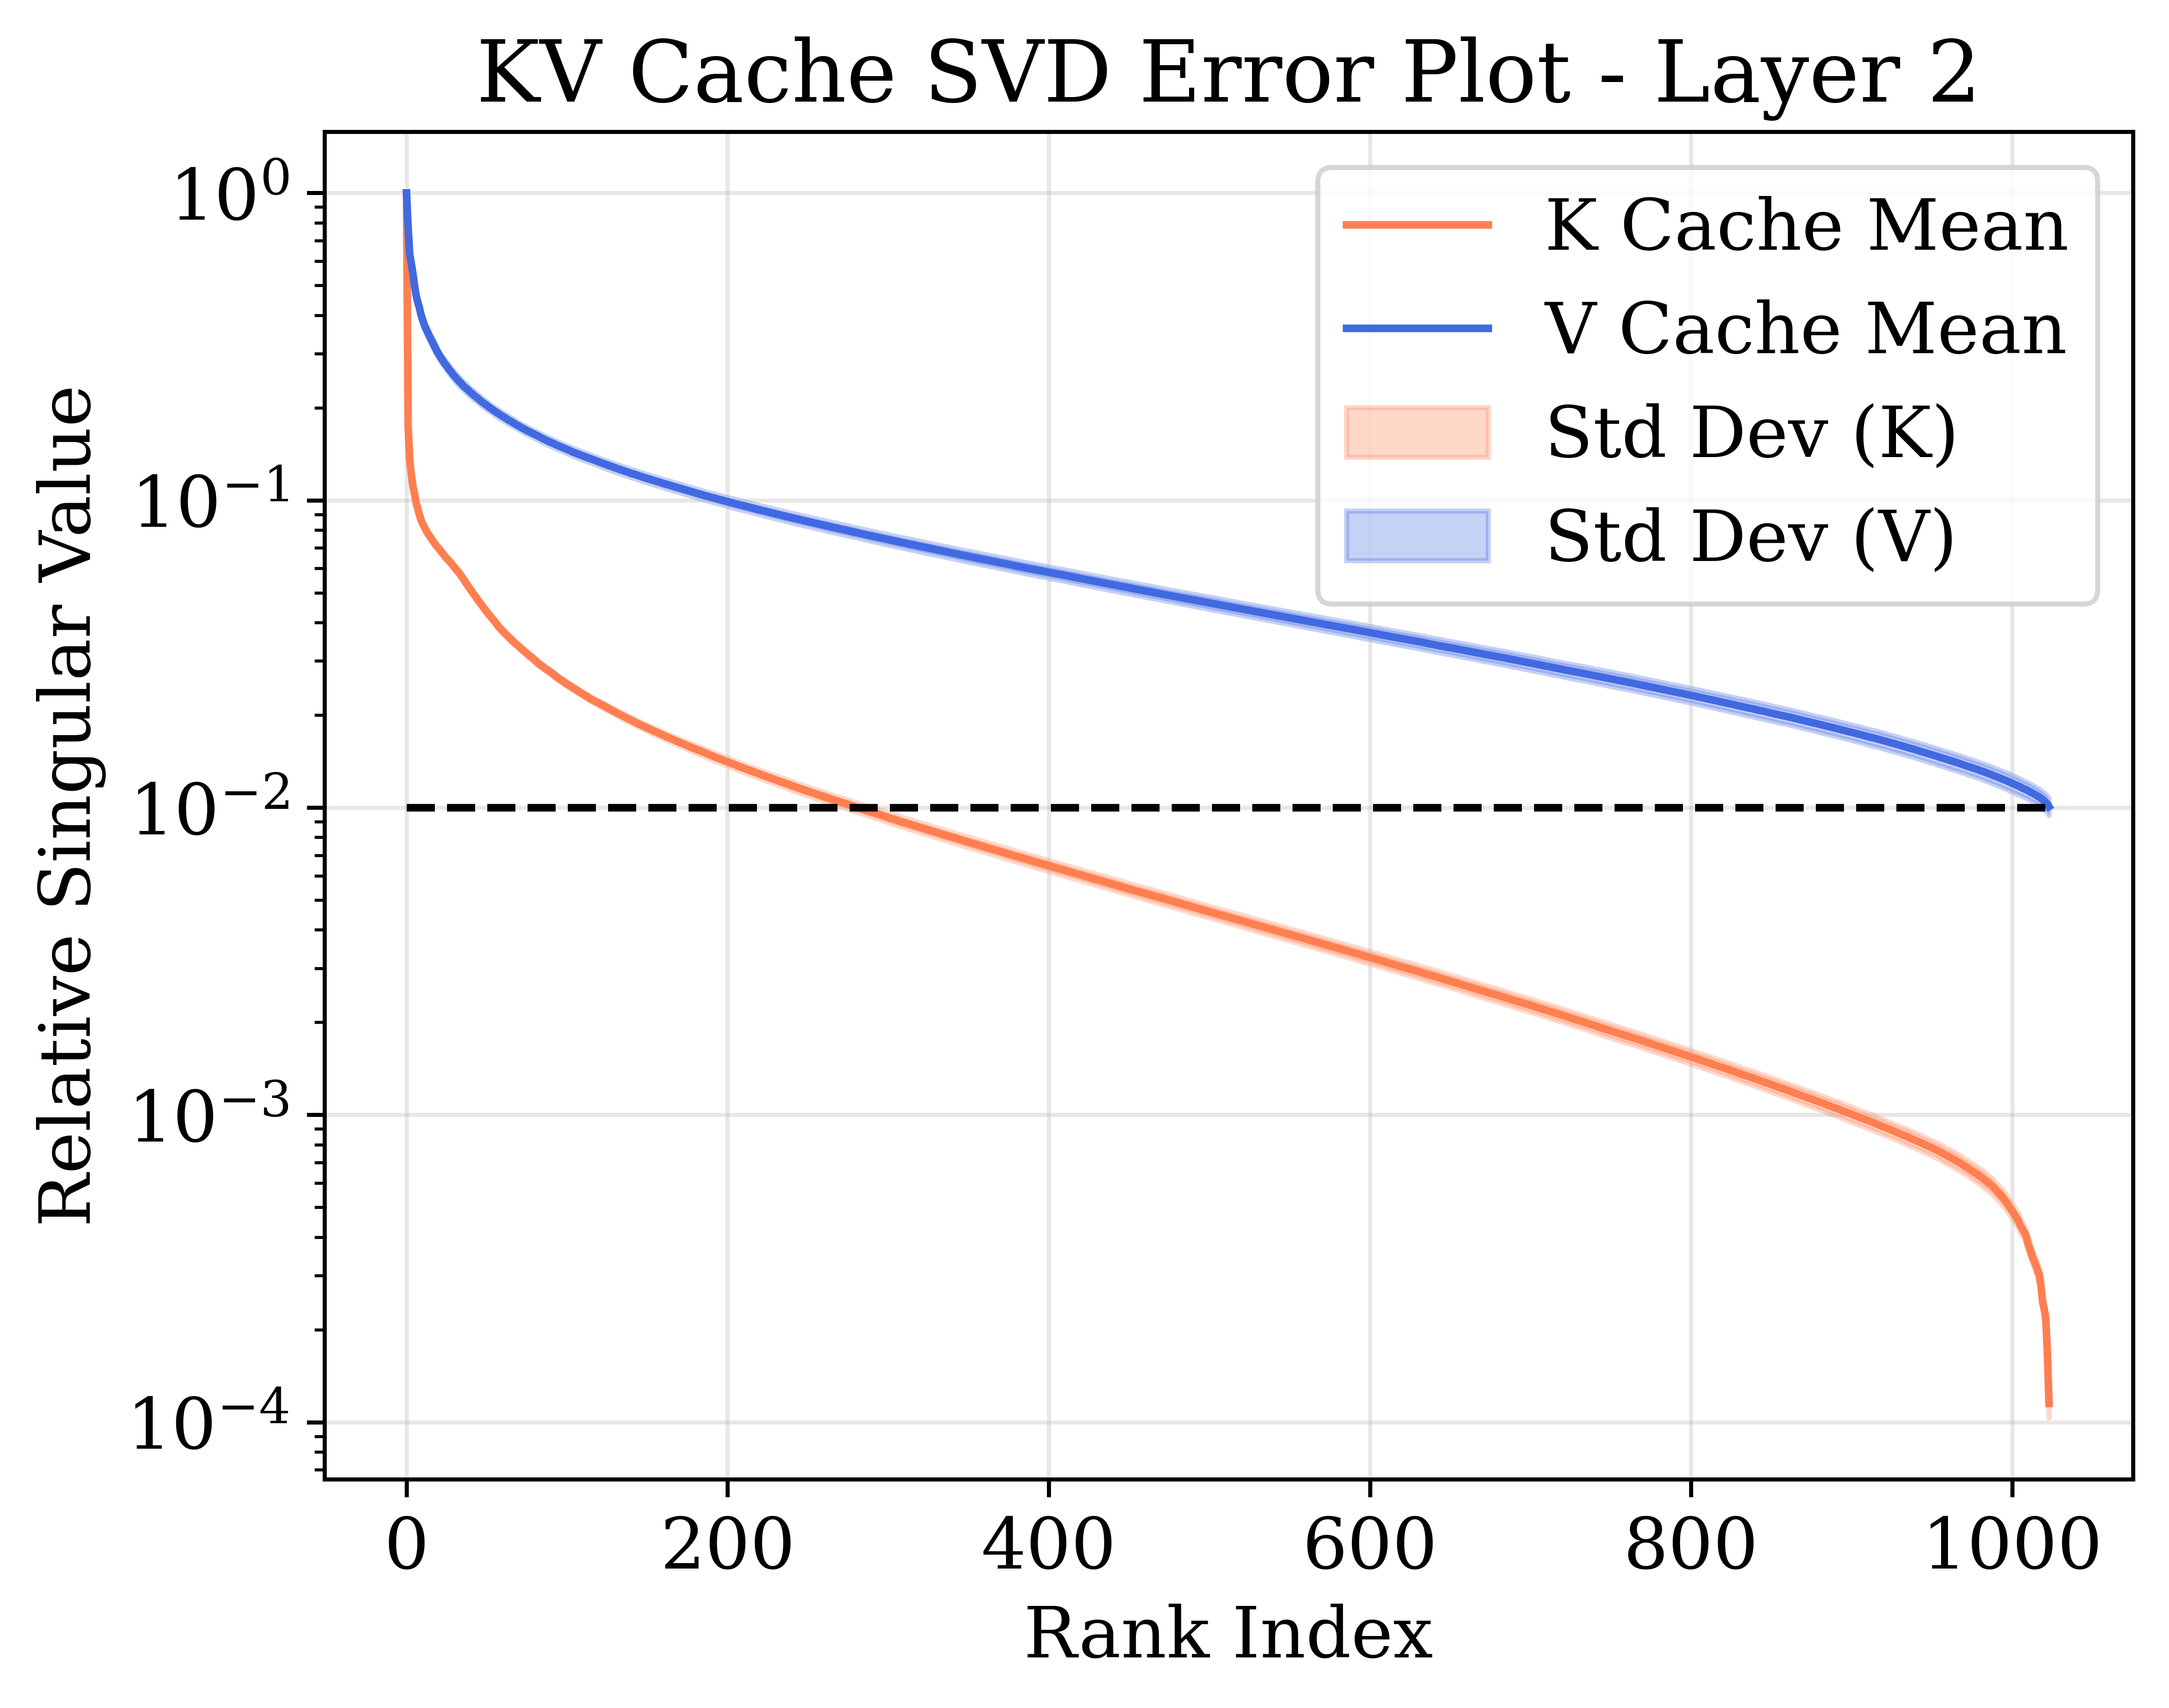 KV Cache SVD Error Plot - Layer 2
Relative Singular Value
10⁰
10⁻¹
10⁻²
10⁻³
10⁻⁴
K Cache Mean
V Cache Mean
Std Dev (K)
Std Dev (V)
0 200 400 600 800 1000
Rank Index